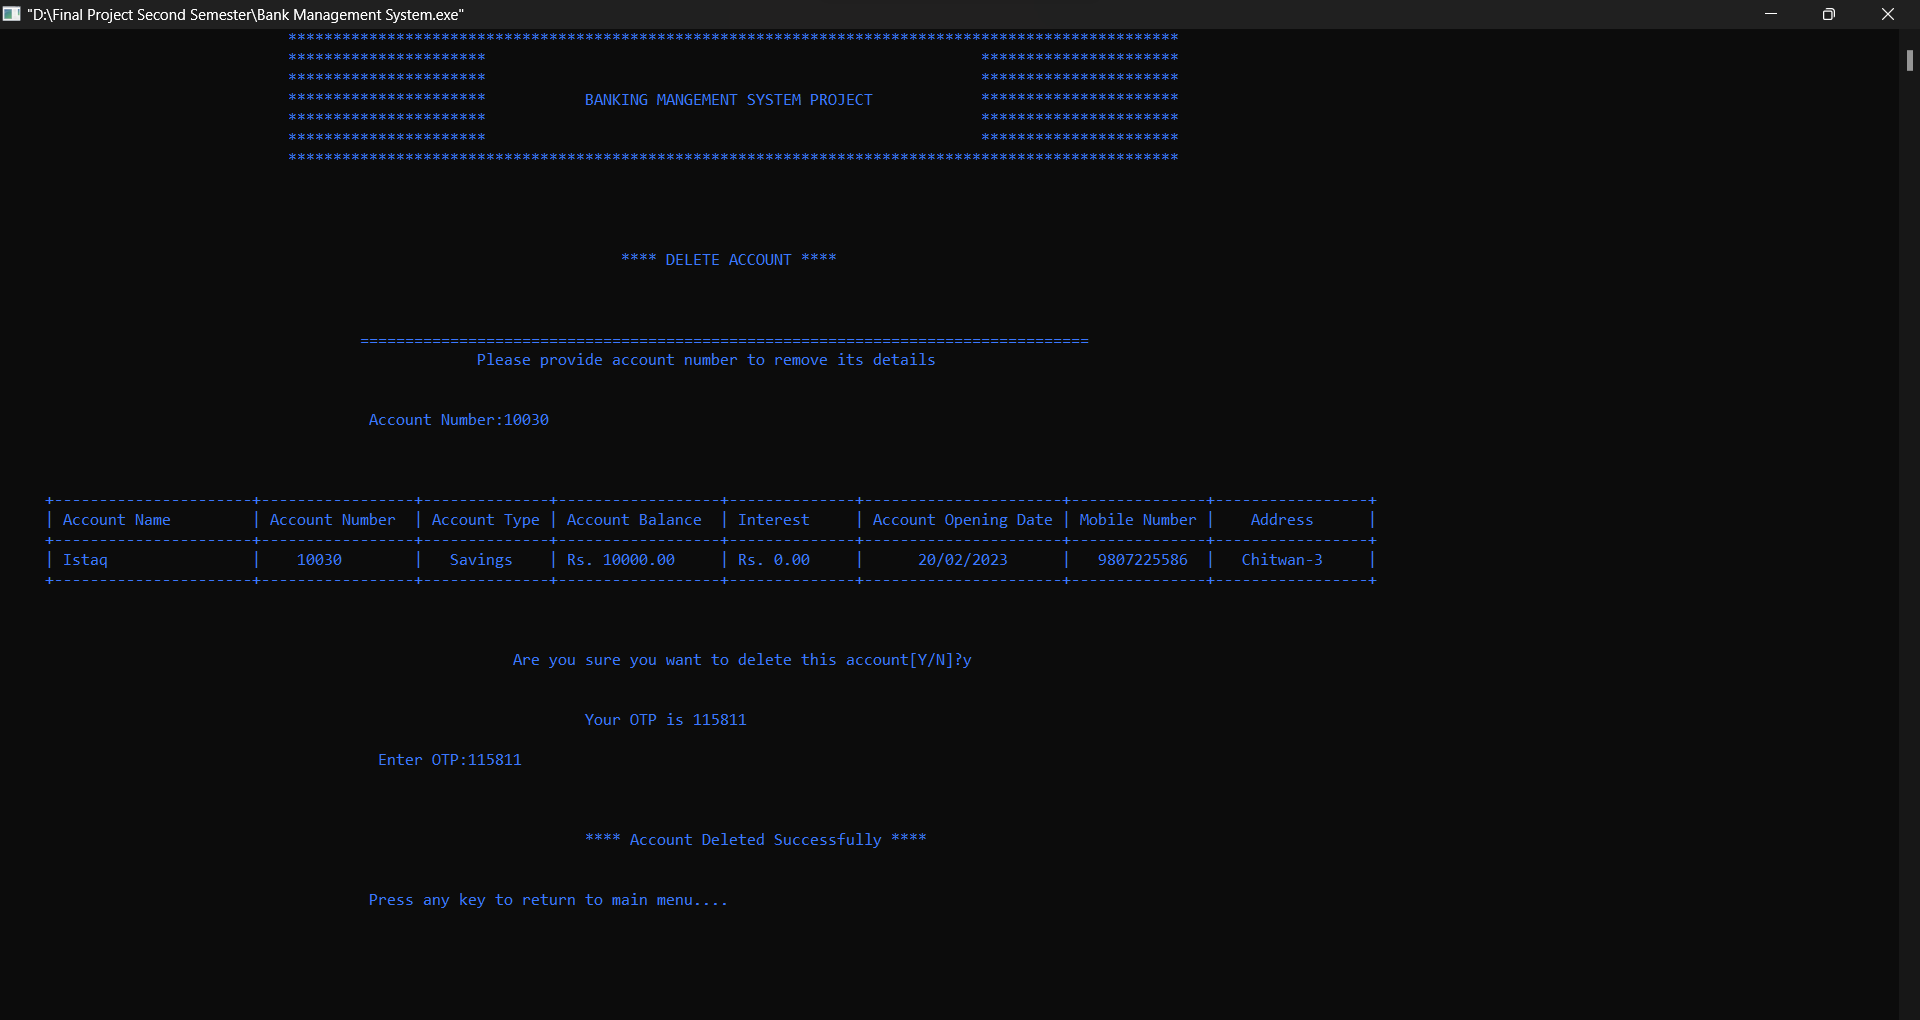 "D:\Final Project Second Semester\Bank Management System.exe"
***************************************************************************************************
********************** **********************
********************** **********************
********************** BANKING MANGEMENT SYSTEM PROJECT **********************
********************** **********************
********************** **********************
***************************************************************************************************
**** DELETE ACCOUNT ****
=================================================================================
Please provide account number to remove its details
Account Number:10030
+----------------------+-----------------+--------------+------------------+--------------+----------------------+---------------+-----------------+
| Account Name | Account Number | Account Type | Account Balance | Interest | Account Opening Date | Mobile Number | Address |
+----------------------+-----------------+--------------+------------------+--------------+----------------------+---------------+-----------------+
| Istaq | 10030 | Savings | Rs. 10000.00 | Rs. 0.00 | 20/02/2023 | 9807225586 | Chitwan-3 |
+----------------------+-----------------+--------------+------------------+--------------+----------------------+---------------+-----------------+
Are you sure you want to delete this account[Y/N]?y
Your OTP is 115811
Enter OTP:115811
**** Account Deleted Successfully ****
Press any key to return to main menu....